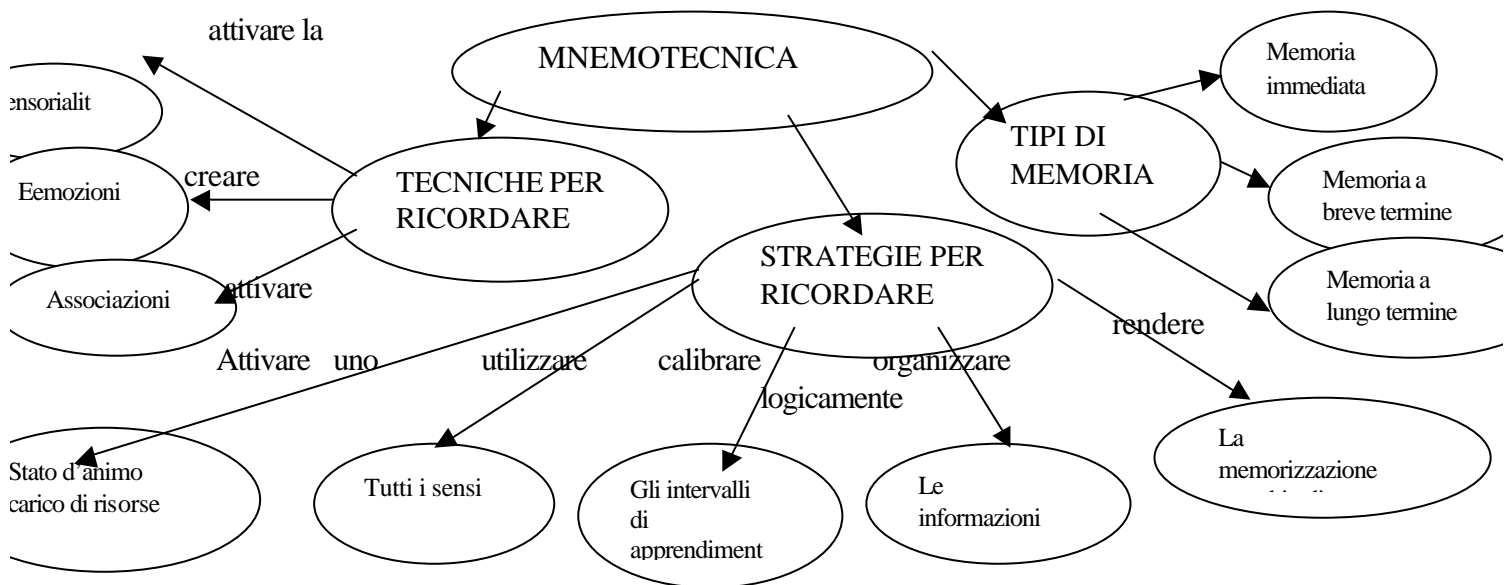 attivare la
MNEMOTECNICA
Memoria
immediata
ensorialit
TIPI DI
MEMORIA
Eemozioni
creare
TECNICHE PER
RICORDARE
Memoria a
breve termine
STRATEGIE PER
RICORDARE
Associazioni
attivare
Memoria a
lungo termine
rendere
Attivare uno
utilizzare
calibrare
organizzare
logicamente
Stato d'animo
carico di risorse
Tutti i sensi
Gli intervalli
di
apprendiment
Le
informazioni
La
memorizzazione